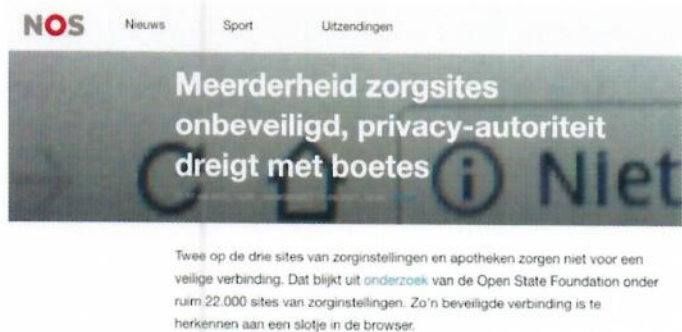 NOS Nieuws Sport Uitzendingen
Meerderheid zorgsites
onbeveiligd, privacy-autoriteit
dreigt met boetes
Niet
Twee op de drie sites van zorginstellingen en apotheken zorgen niet voor een
veilige verbinding. Dat blijkt uit onderzoek van de Open State Foundation onder
ruim 22.000 sites van zorginstellingen. Zo'n beveiligde verbinding is te
herkennen aan een slotje in de browser.